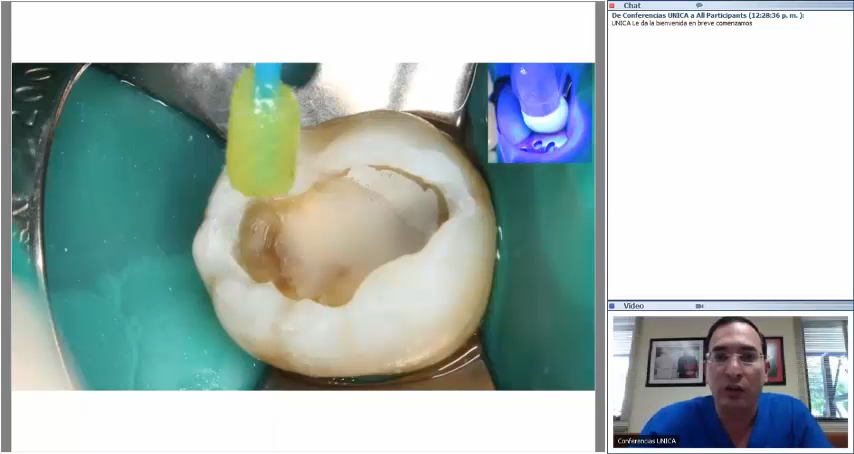 Chat
De Conferencias UNICA a All Participants (12:28:36 p. m. ):
UNICA Le da la bienvenida en breve comenzamos
Video
Conferencias UNICA